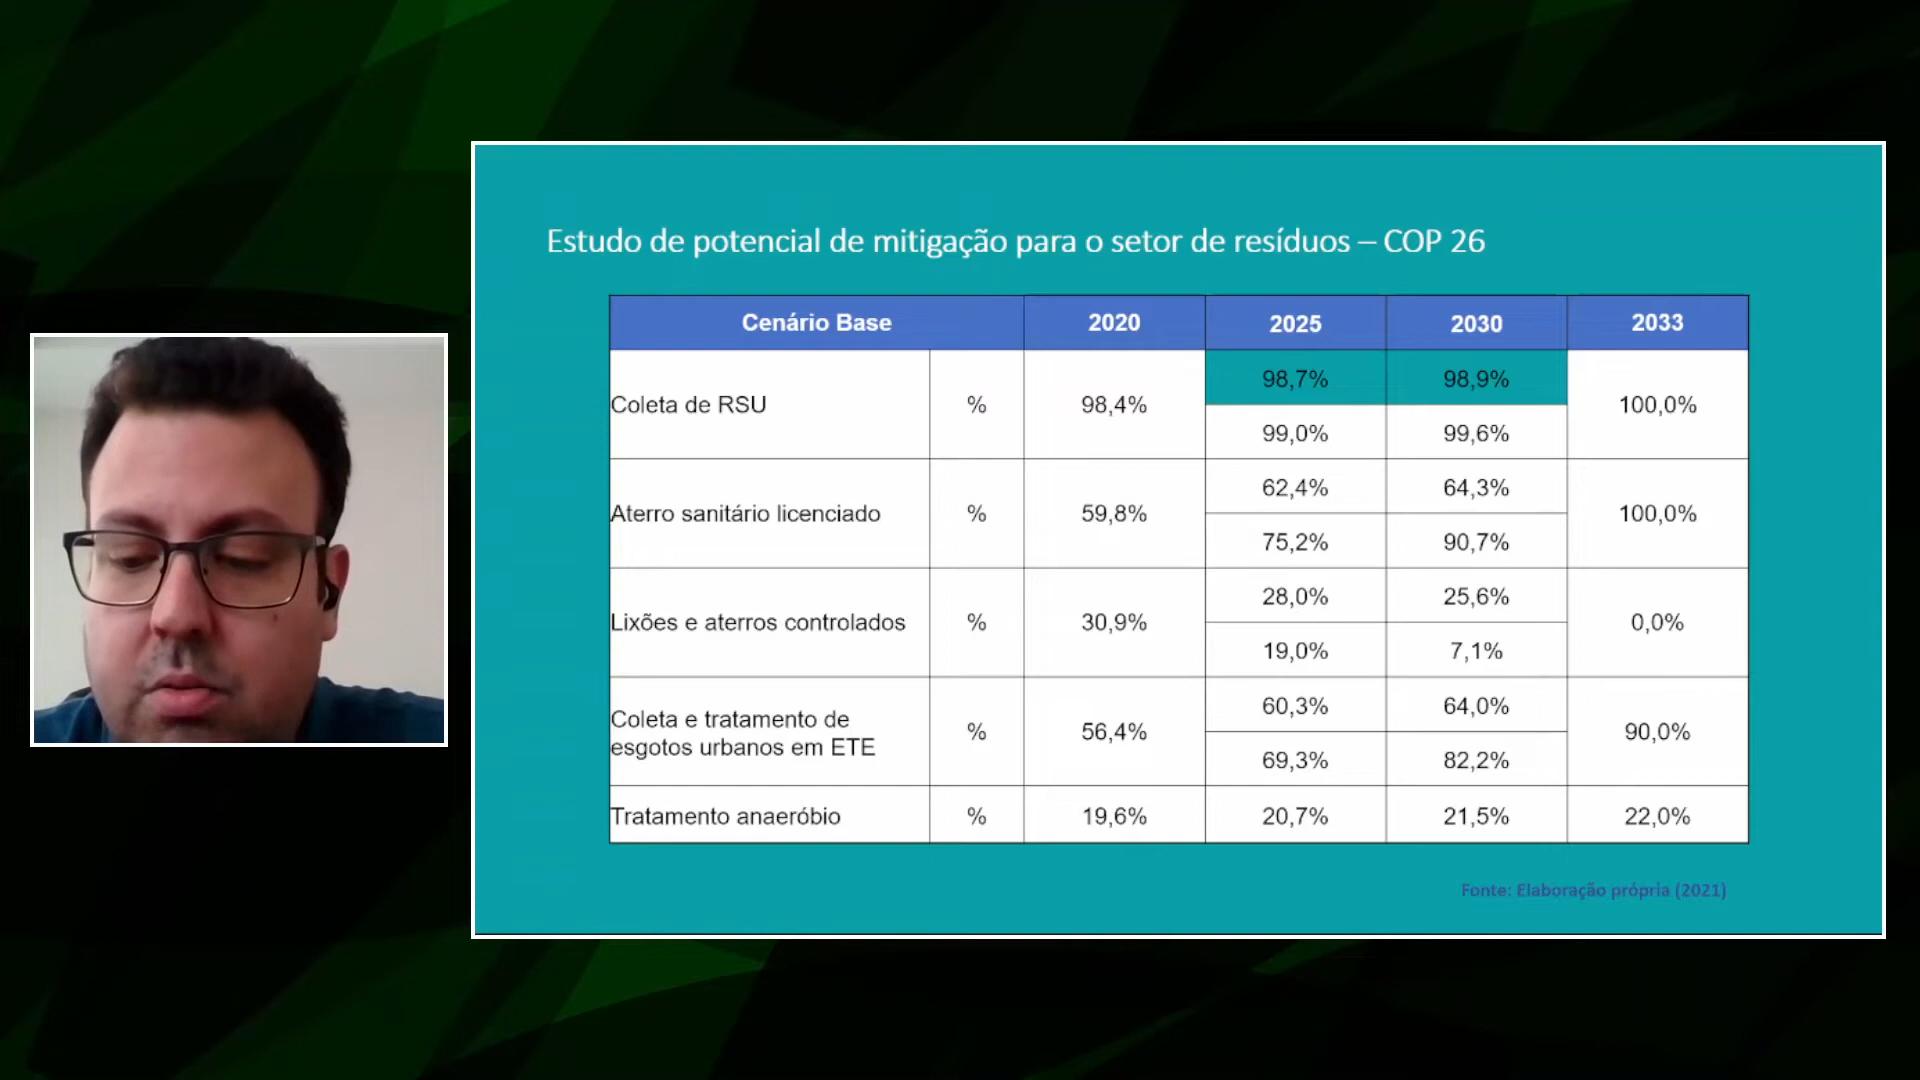 Estudo de potencial de mitigação para o setor de resíduos – COP 26
Cenário Base 2020 2025 2030 2033
Coleta de RSU % 98,4% 98,7% 98,9% 100,0%
99,0% 99,6%
Aterro sanitário licenciado % 59,8% 62,4% 64,3% 100,0%
75,2% 90,7%
Lixões e aterros controlados % 30,9% 28,0% 25,6% 0,0%
19,0% 7,1%
Coleta e tratamento de
esgotos urbanos em ETE % 56,4% 60,3% 64,0% 90,0%
69,3% 82,2%
Tratamento anaeróbio % 19,6% 20,7% 21,5% 22,0%
Fonte: Elaboração própria (2021)